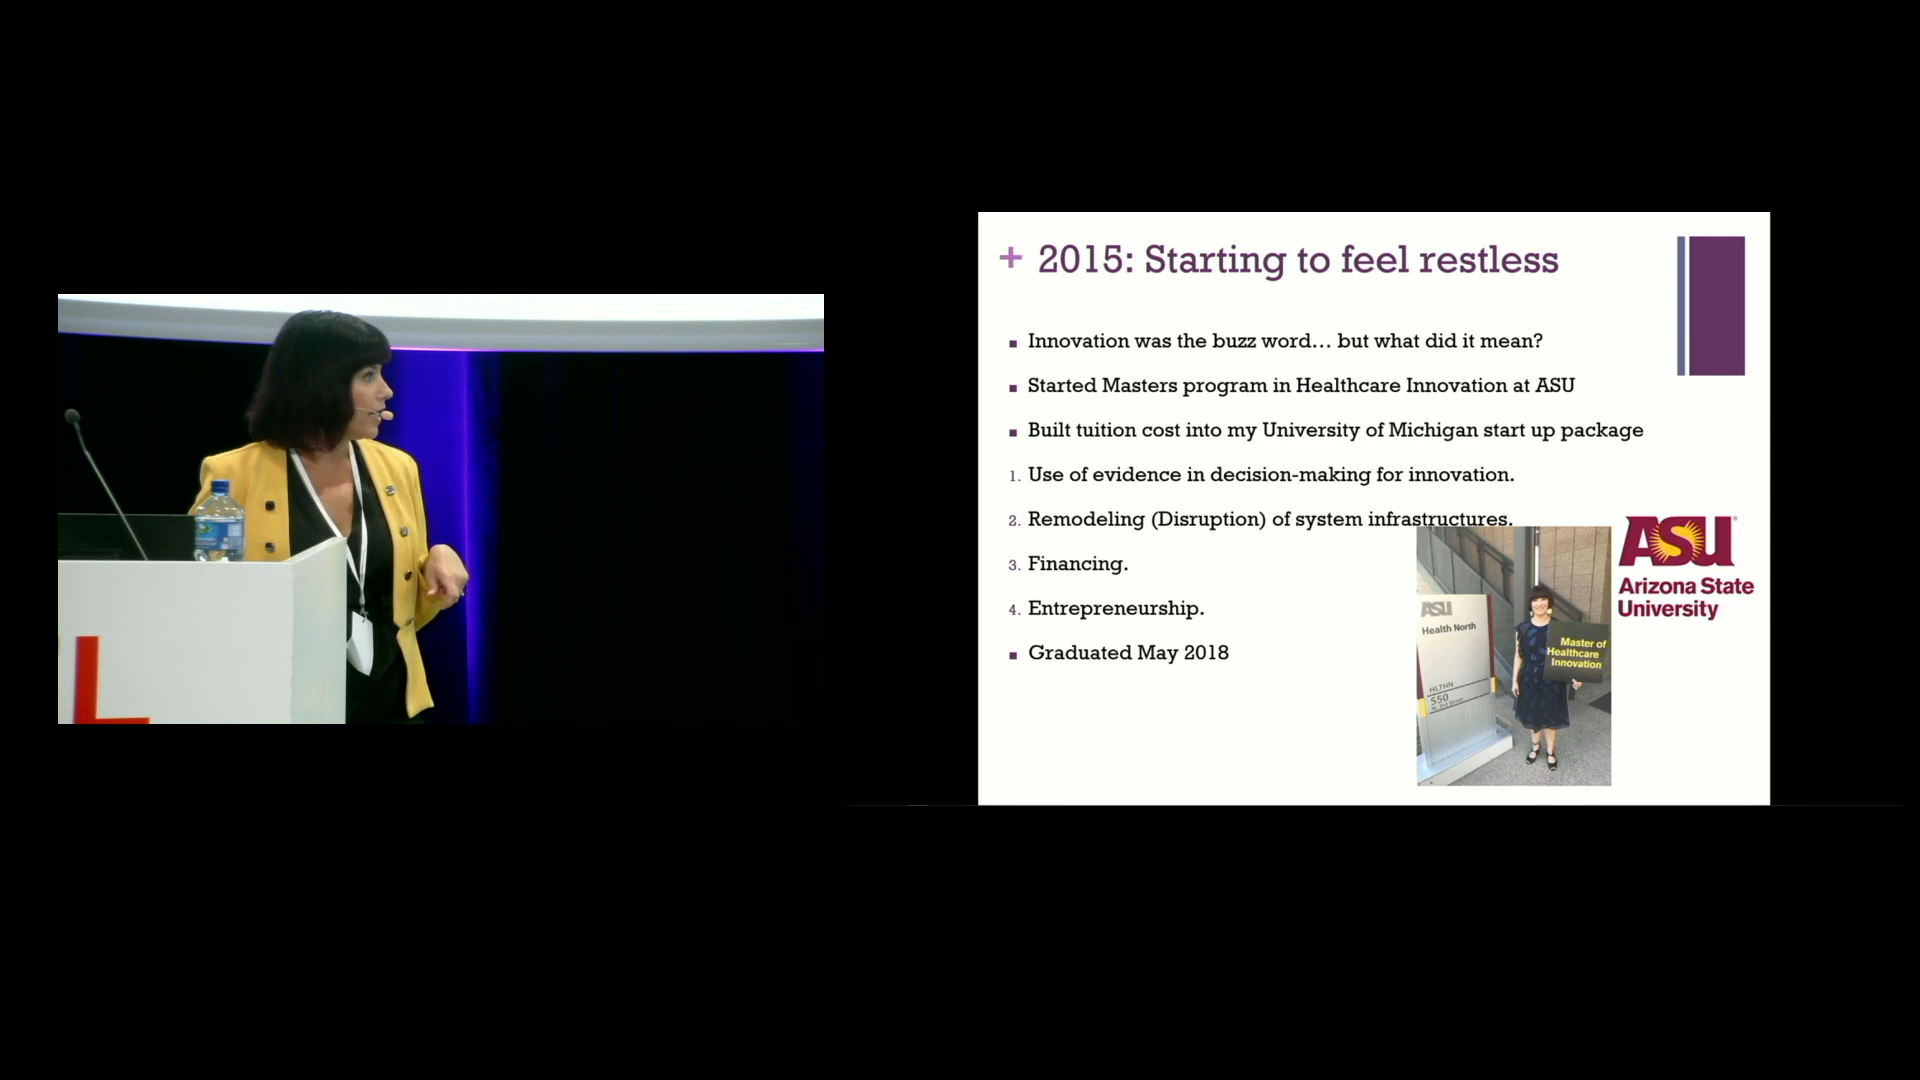 + 2015: Starting to feel restless
▪ Innovation was the buzz word... but what did it mean?
▪ Started Masters program in Healthcare Innovation at ASU
▪ Built tuition cost into my University of Michigan start up package
1. Use of evidence in decision-making for innovation.
2. Remodeling (Disruption) of system infrastructures.
3. Financing.
4. Entrepreneurship.
▪ Graduated May 2018
ASU
Arizona State
University
ASU
Health North
HLTHN
550
Master of
Healthcare
Innovation
L